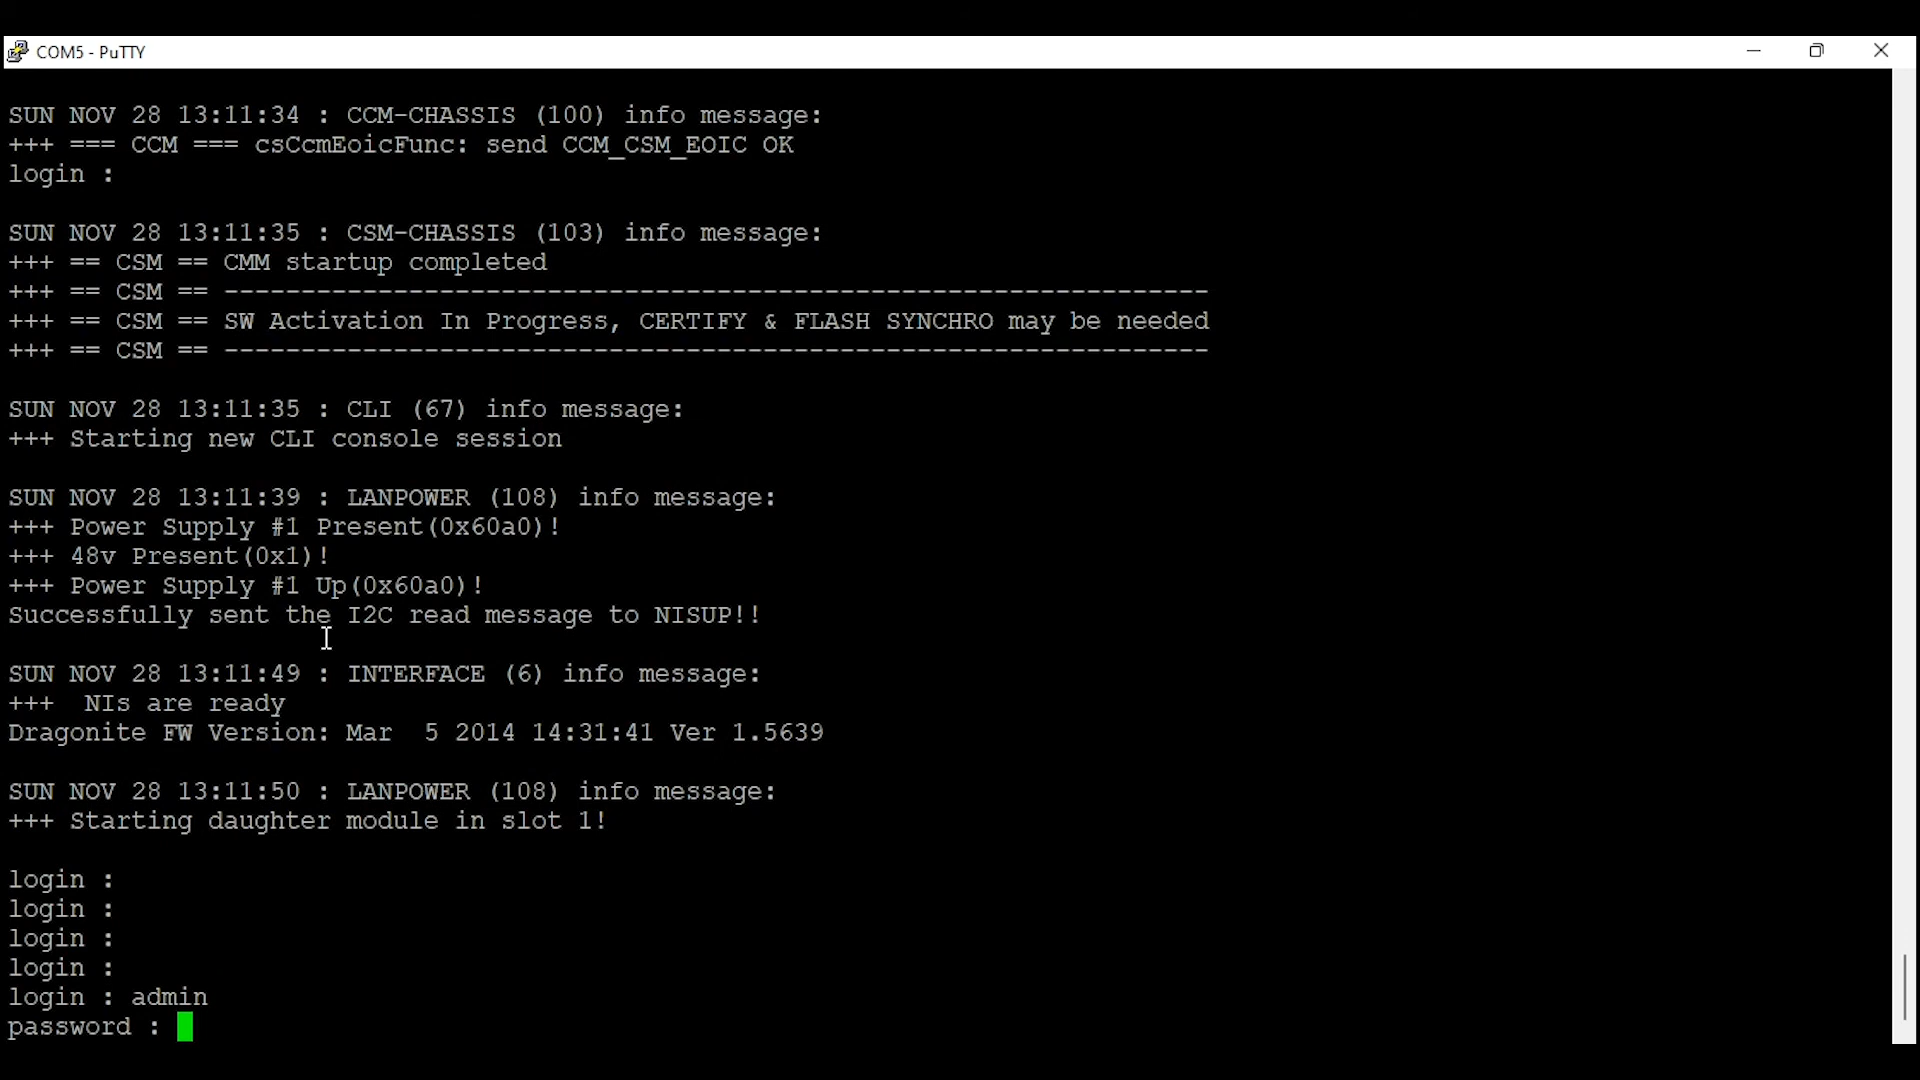 COM5 - PuTTY
SUN NOV 28 13:11:34 : CCM-CHASSIS (100) info message:
+++ === CCM === csCcmEoicFunc: send CCM_CSM_EOIC OK
login :
SUN NOV 28 13:11:35 : CSM-CHASSIS (103) info message:
+++ == CSM == CMM startup completed
+++ == CSM == ----------------------------------------------------------------
+++ == CSM == SW Activation In Progress, CERTIFY & FLASH SYNCHRO may be needed
+++ == CSM == ----------------------------------------------------------------
SUN NOV 28 13:11:35 : CLI (67) info message:
+++ Starting new CLI console session
SUN NOV 28 13:11:39 : LANPOWER (108) info message:
+++ Power Supply #1 Present(0x60a0)!
+++ 48v Present(0x1)!
+++ Power Supply #1 Up(0x60a0)!
Successfully sent the I2C read message to NISUP!!
SUN NOV 28 13:11:49 : INTERFACE (6) info message:
+++  NIs are ready
Dragonite FW Version: Mar  5 2014 14:31:41 Ver 1.5639
SUN NOV 28 13:11:50 : LANPOWER (108) info message:
+++ Starting daughter module in slot 1!
login :
login :
login :
login :
login : admin
password :